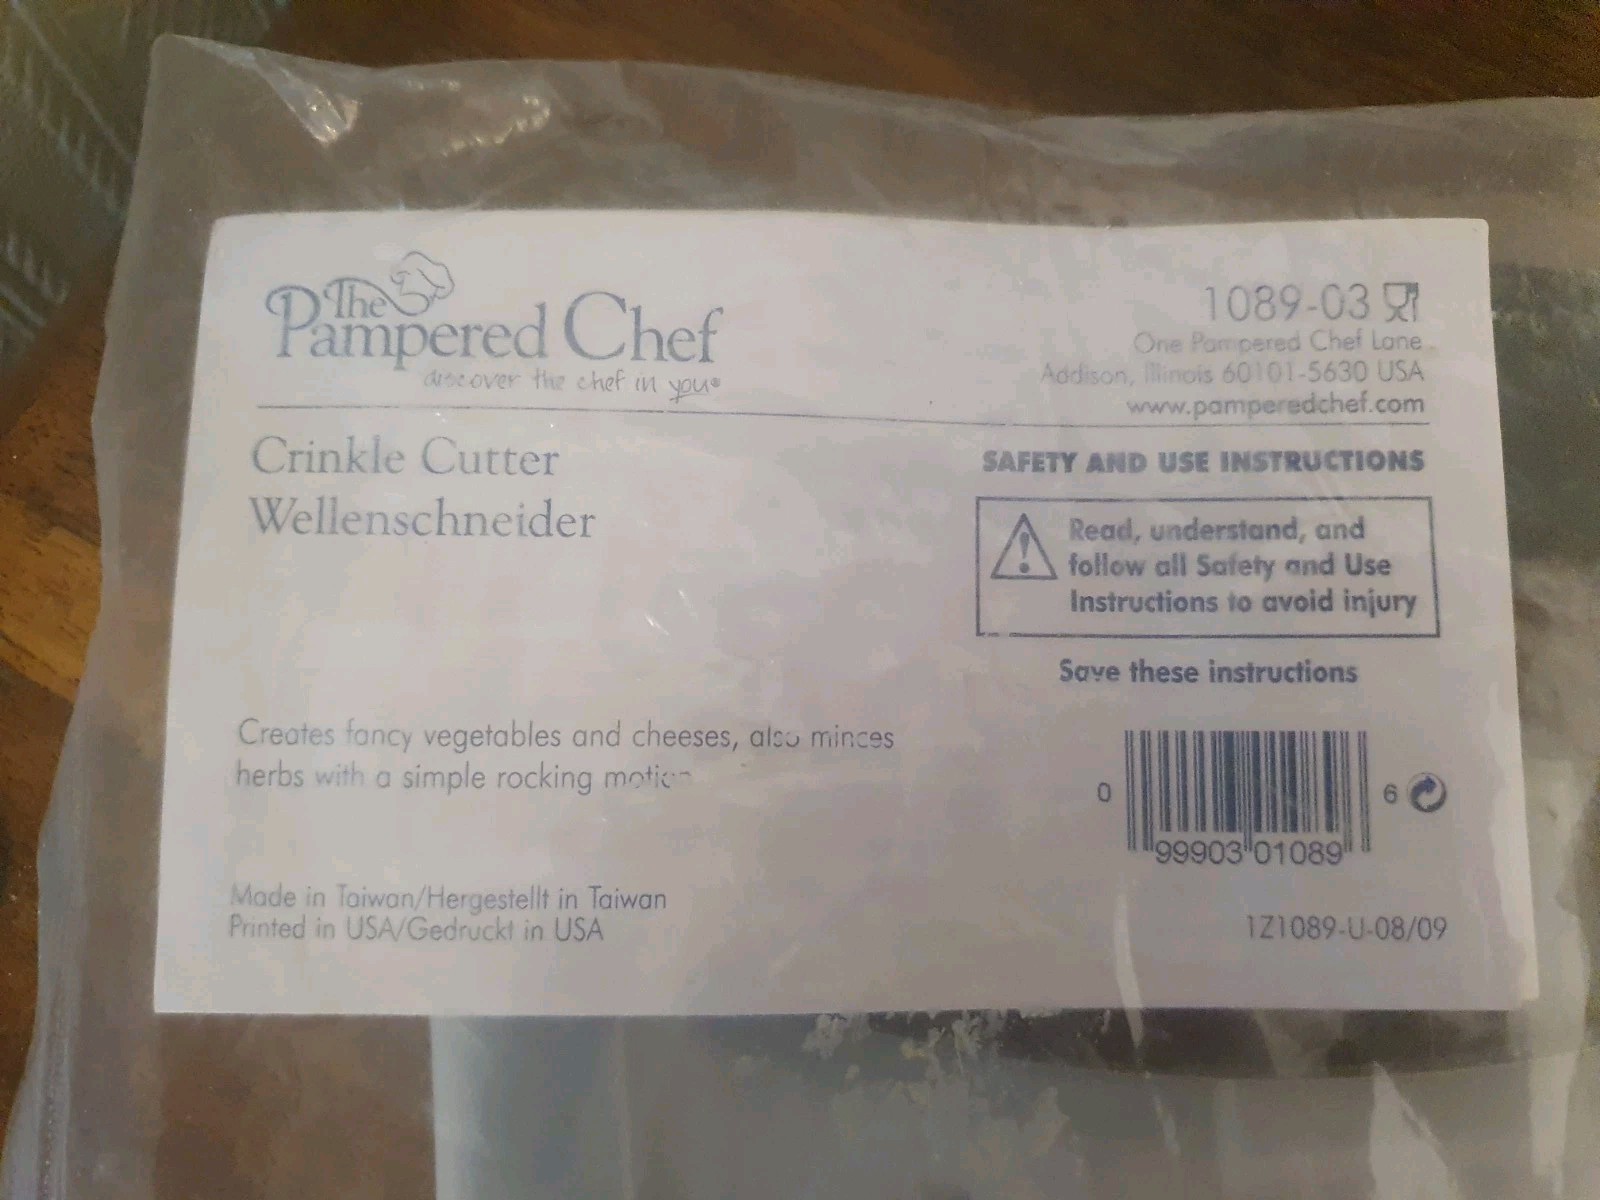 The
Pampered Chef
discover the chef in you®
1089-03
One Pampered Chef Lane
Addison, Illinois 60101-5630 USA
www.pamperedchef.com
Crinkle Cutter
Wellenschneider
SAFETY AND USE INSTRUCTIONS
Read, understand, and
follow all Safety and Use
Instructions to avoid injury
Save these instructions
Creates fancy vegetables and cheeses, also minces
herbs with a simple rocking motion
0 99903 01089 6
Made in Taiwan/Hergestellt in Taiwan
Printed in USA/Gedruckt in USA
1Z1089-U-08/09